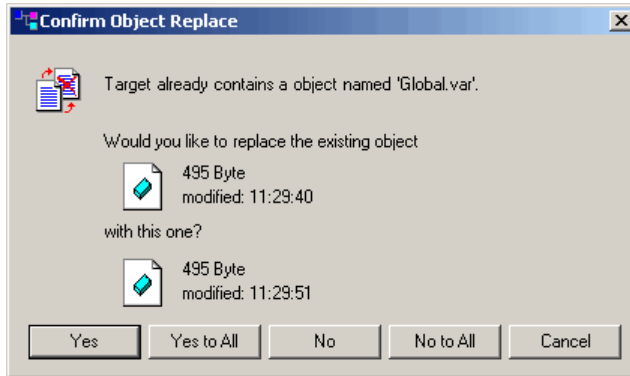 Confirm Object Replace
Target already contains a object named 'Global.var'.
Would you like to replace the existing object
495 Byte
modified: 11:29:40
with this one?
495 Byte
modified: 11:29:51
Yes
Yes to All
No
No to All
Cancel